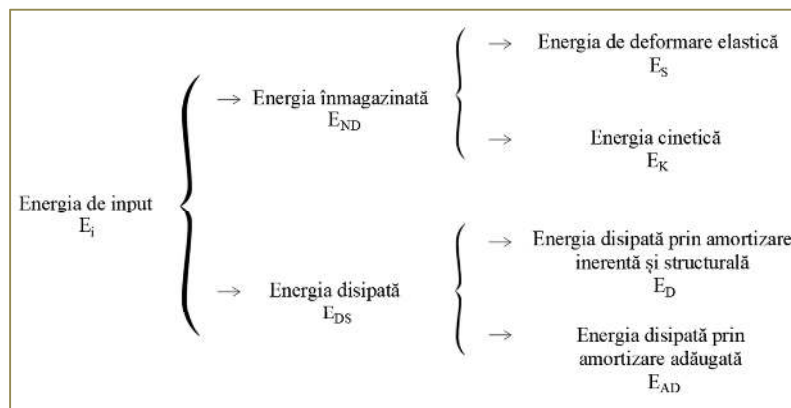 Energia de input
E_i
→ Energia înmagazinată
E_ND
→ Energia de deformare elastică
E_S
→ Energia cinetică
E_K
→ Energia disipată
E_DS
→ Energia disipată prin amortizare
inerentă și structurală
E_D
→ Energia disipată prin
amortizare adăugată
E_AD